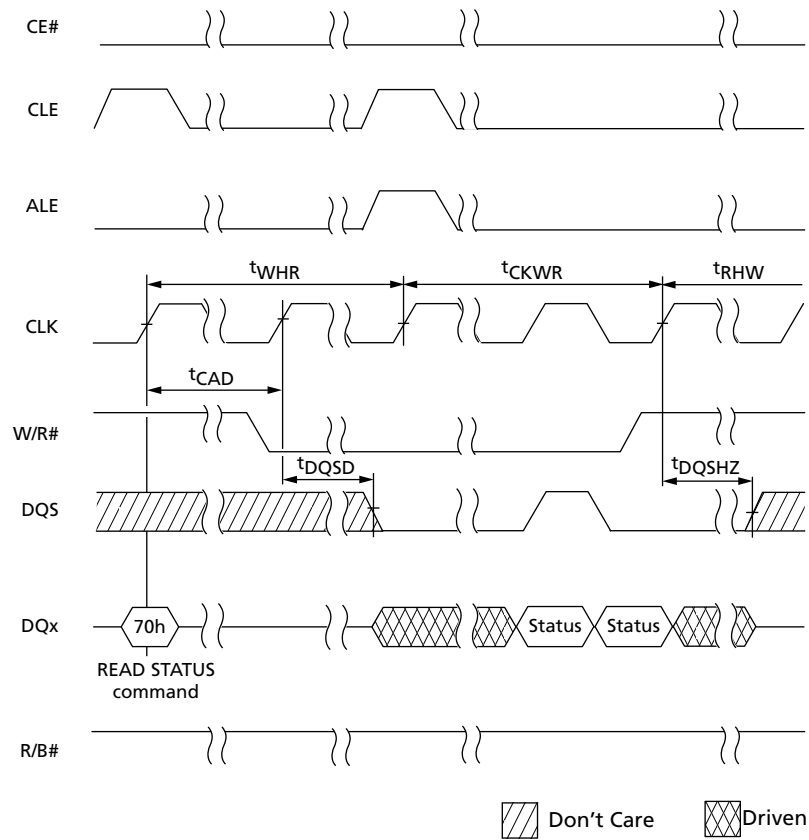 CE#
CLE
ALE
tWHR tCKWR tRHW
CLK
tCAD
W/R#
tDQSD tDQSHZ
DQS
DQx 70h Status Status
READ STATUS
command
R/B#
Don't Care Driven